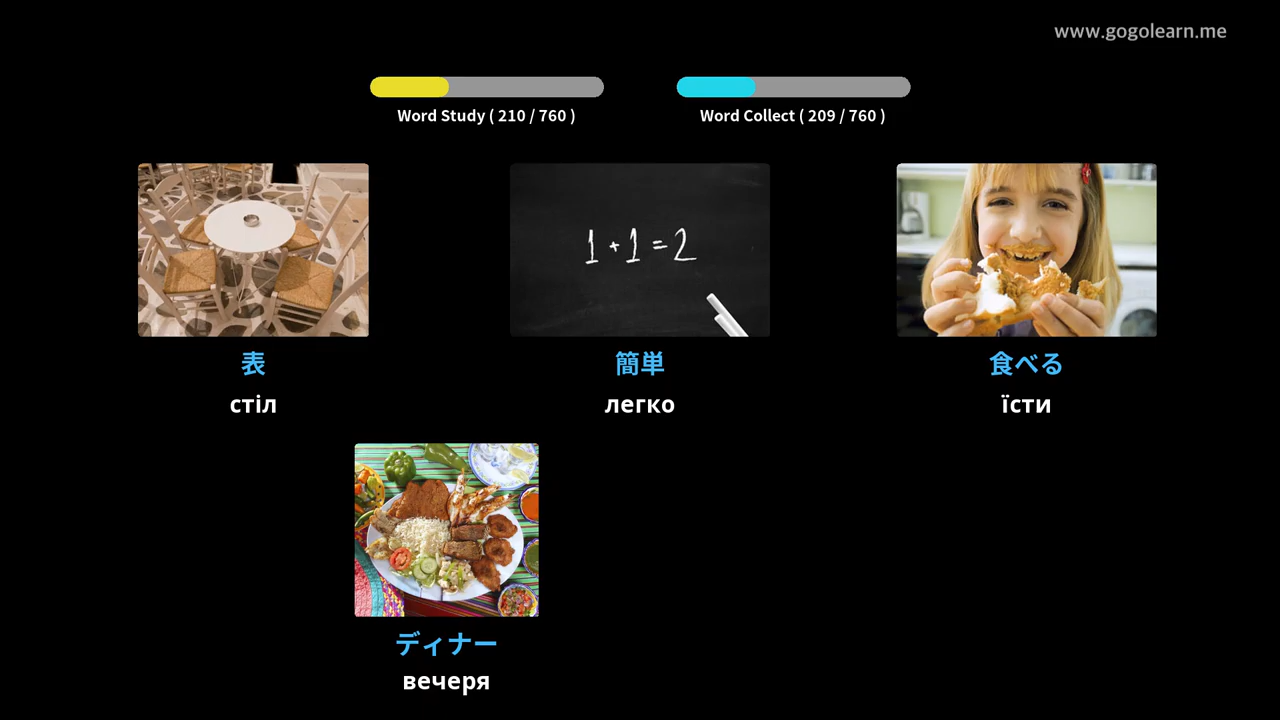 www.gogolearn.me
Word Study ( 210 / 760 )
Word Collect ( 209 / 760 )
1 + 1 = 2
表
стіл
簡単
легко
食べる
їсти
ディナー
вечеря